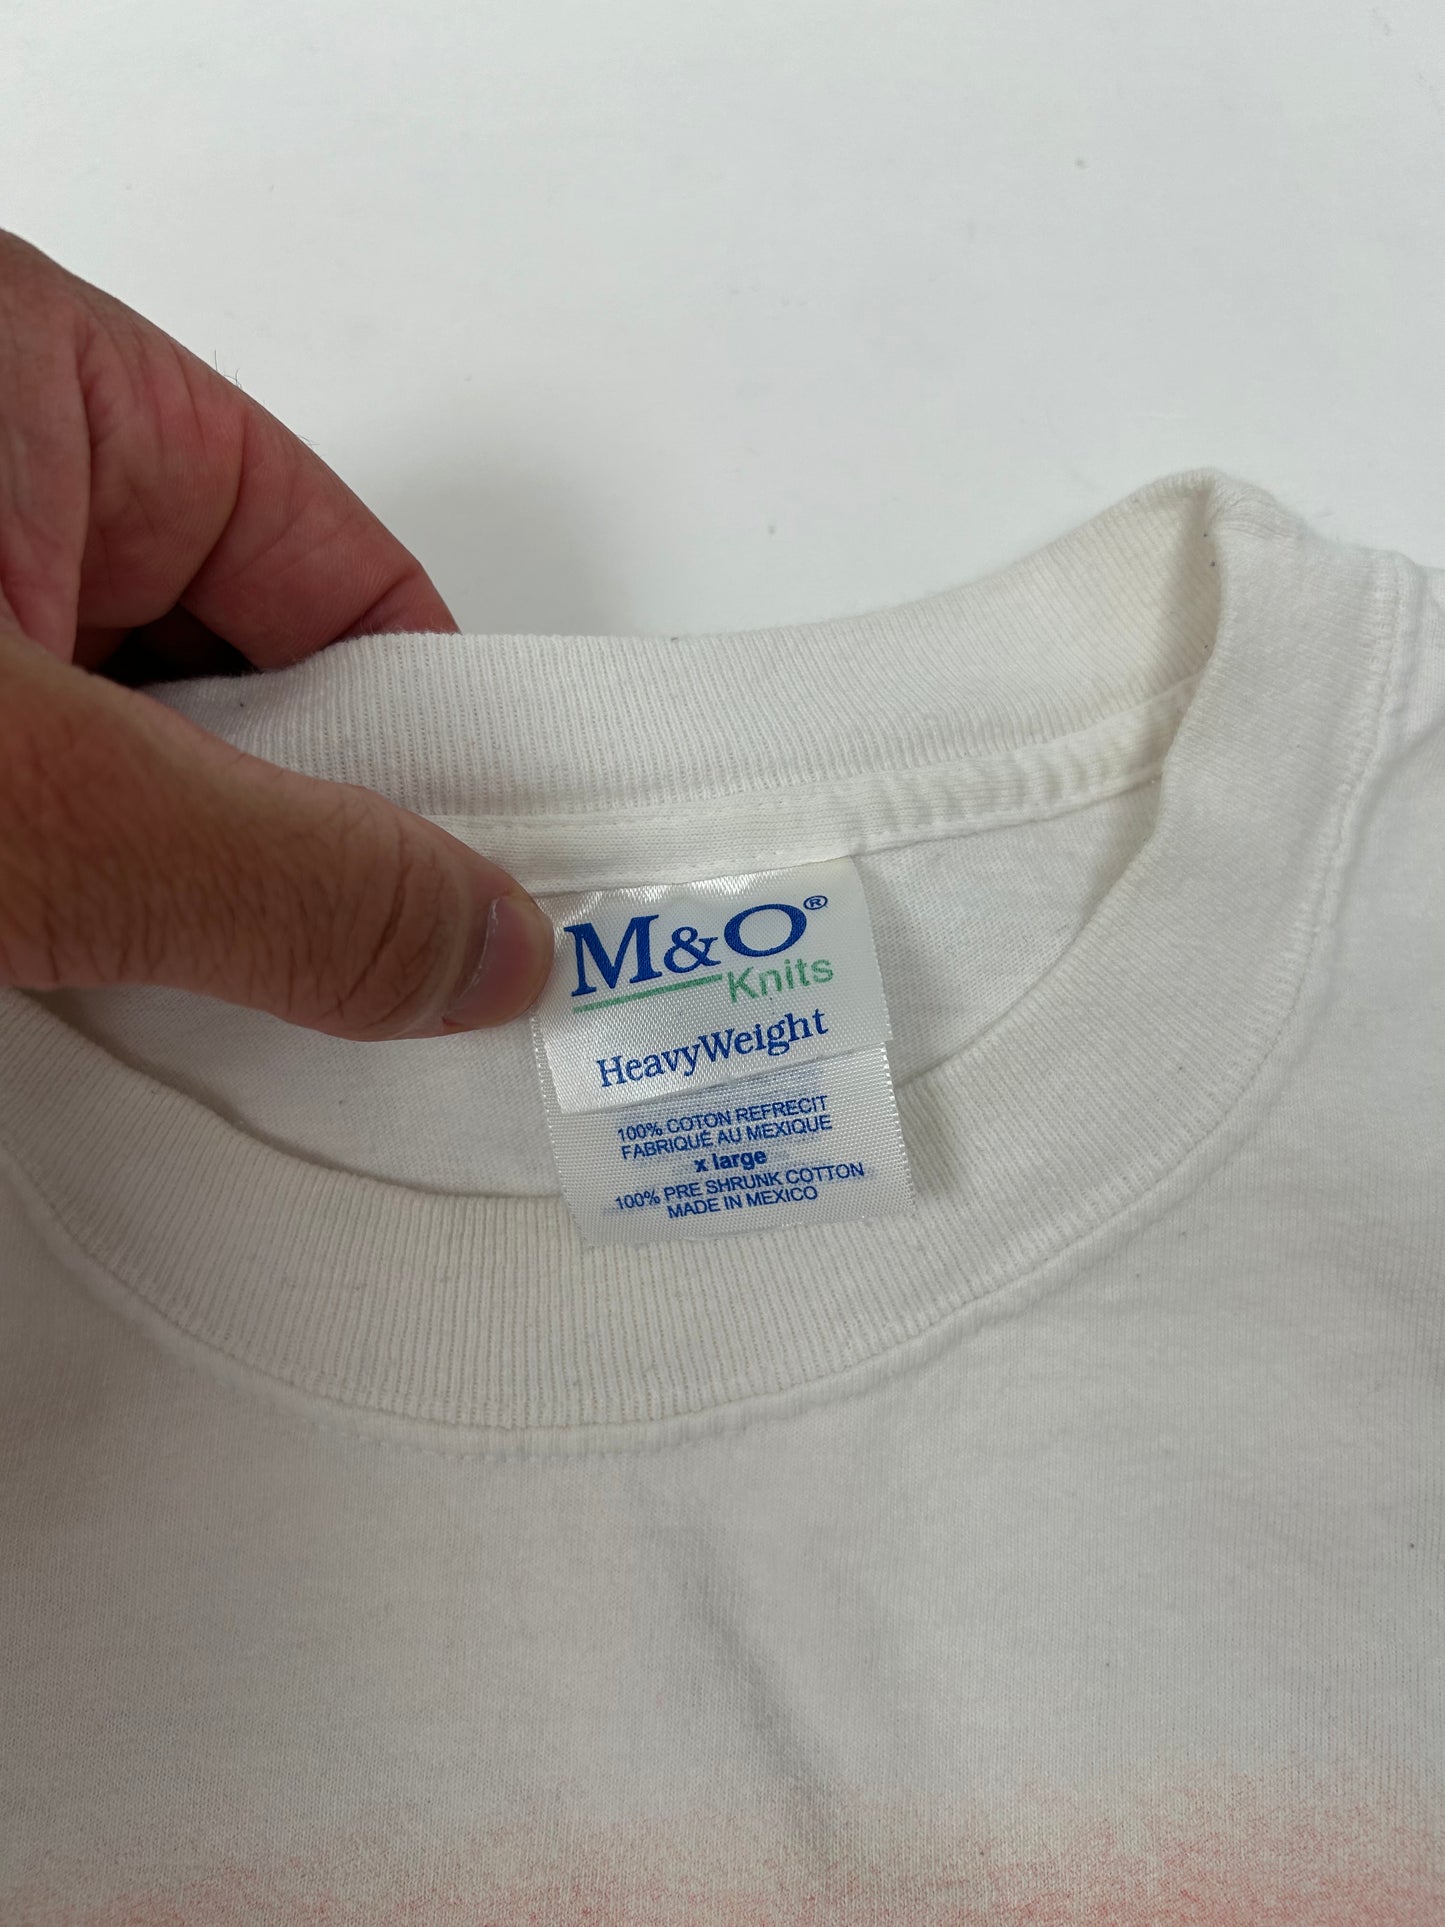 M&O®
Knits
HeavyWeight
100% COTON REFRECIT
FABRIQUÉ AU MEXIQUE
x large
100% PRE SHRUNK COTTON
MADE IN MEXICO